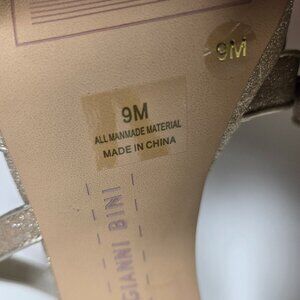 9M
9M
ALL MANMADE MATERIAL
MADE IN CHINA
GIANNI BINI